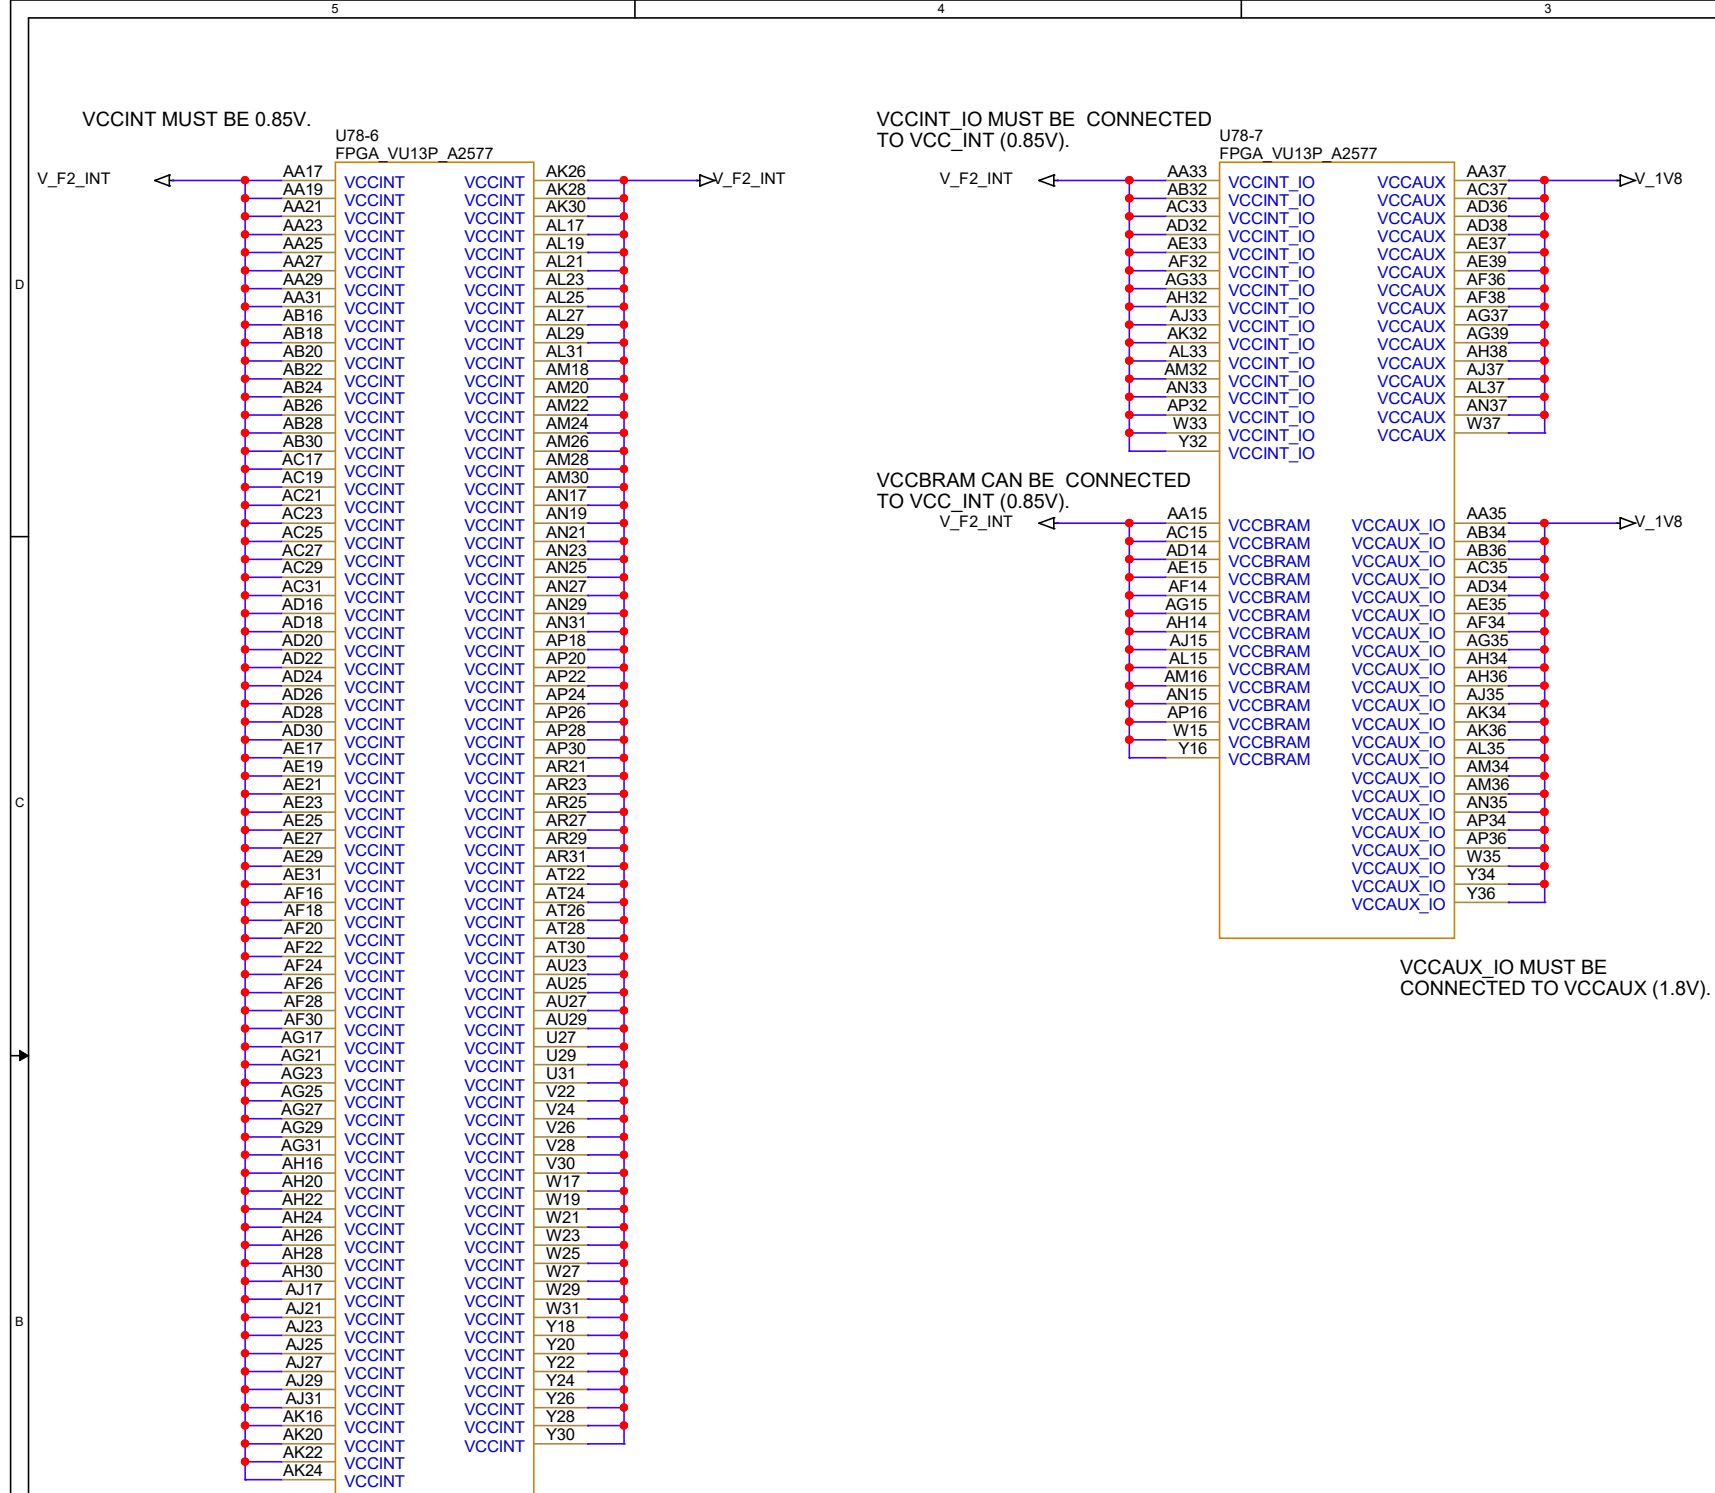 5 4 3
VCCINT MUST BE 0.85V.
U78-6
FPGA_VU13P_A2577
V_F2_INT
V_F2_INT
AA17 VCCINT VCCINT AK26
AA19 VCCINT VCCINT AK28
AA21 VCCINT VCCINT AK30
AA23 VCCINT VCCINT AL17
AA25 VCCINT VCCINT AL19
AA27 VCCINT VCCINT AL21
AA29 VCCINT VCCINT AL23
AA31 VCCINT VCCINT AL25
AB16 VCCINT VCCINT AL27
AB18 VCCINT VCCINT AL29
AB20 VCCINT VCCINT AL31
AB22 VCCINT VCCINT AM18
AB24 VCCINT VCCINT AM20
AB26 VCCINT VCCINT AM22
AB28 VCCINT VCCINT AM24
AB30 VCCINT VCCINT AM26
AC17 VCCINT VCCINT AM28
AC19 VCCINT VCCINT AM30
AC21 VCCINT VCCINT AN17
AC23 VCCINT VCCINT AN19
AC25 VCCINT VCCINT AN21
AC27 VCCINT VCCINT AN23
AC29 VCCINT VCCINT AN25
AC31 VCCINT VCCINT AN27
AD16 VCCINT VCCINT AN29
AD18 VCCINT VCCINT AN31
AD20 VCCINT VCCINT AP18
AD22 VCCINT VCCINT AP20
AD24 VCCINT VCCINT AP22
AD26 VCCINT VCCINT AP24
AD28 VCCINT VCCINT AP26
AD30 VCCINT VCCINT AP28
AE17 VCCINT VCCINT AP30
AE19 VCCINT VCCINT AR21
AE21 VCCINT VCCINT AR23
AE23 VCCINT VCCINT AR25
AE25 VCCINT VCCINT AR27
AE27 VCCINT VCCINT AR29
AE29 VCCINT VCCINT AR31
AE31 VCCINT VCCINT AT22
AF16 VCCINT VCCINT AT24
AF18 VCCINT VCCINT AT26
AF20 VCCINT VCCINT AT28
AF22 VCCINT VCCINT AT30
AF24 VCCINT VCCINT AU23
AF26 VCCINT VCCINT AU25
AF28 VCCINT VCCINT AU27
AF30 VCCINT VCCINT AU29
AG17 VCCINT VCCINT U27
AG21 VCCINT VCCINT U29
AG23 VCCINT VCCINT U31
AG25 VCCINT VCCINT V22
AG27 VCCINT VCCINT V24
AG29 VCCINT VCCINT V26
AG31 VCCINT VCCINT V28
AH16 VCCINT VCCINT V30
AH20 VCCINT VCCINT W17
AH22 VCCINT VCCINT W19
AH24 VCCINT VCCINT W21
AH26 VCCINT VCCINT W23
AH28 VCCINT VCCINT W25
AH30 VCCINT VCCINT W27
AJ17 VCCINT VCCINT W29
AJ21 VCCINT VCCINT W31
AJ23 VCCINT VCCINT Y18
AJ25 VCCINT VCCINT Y20
AJ27 VCCINT VCCINT Y22
AJ29 VCCINT VCCINT Y24
AJ31 VCCINT VCCINT Y26
AK16 VCCINT VCCINT Y28
AK20 VCCINT VCCINT Y30
AK22 VCCINT
AK24 VCCINT
VCCINT_IO MUST BE CONNECTED
TO VCC_INT (0.85V).
U78-7
FPGA_VU13P_A2577
V_F2_INT
V_1V8
AA33 VCCINT_IO VCCAUX AA37
AB32 VCCINT_IO VCCAUX AC37
AC33 VCCINT_IO VCCAUX AD36
AD32 VCCINT_IO VCCAUX AD38
AE33 VCCINT_IO VCCAUX AE37
AF32 VCCINT_IO VCCAUX AE39
AG33 VCCINT_IO VCCAUX AF36
AH32 VCCINT_IO VCCAUX AF38
AJ33 VCCINT_IO VCCAUX AG37
AK32 VCCINT_IO VCCAUX AG39
AL33 VCCINT_IO VCCAUX AH38
AM32 VCCINT_IO VCCAUX AJ37
AN33 VCCINT_IO VCCAUX AL37
AP32 VCCINT_IO VCCAUX AN37
W33 VCCINT_IO VCCAUX W37
Y32 VCCINT_IO
VCCBRAM CAN BE CONNECTED
TO VCC_INT (0.85V).
V_F2_INT
V_1V8
AA15 VCCBRAM VCCAUX_IO AA35
AC15 VCCBRAM VCCAUX_IO AB34
AD14 VCCBRAM VCCAUX_IO AB36
AE15 VCCBRAM VCCAUX_IO AC35
AF14 VCCBRAM VCCAUX_IO AD34
AG15 VCCBRAM VCCAUX_IO AE35
AH14 VCCBRAM VCCAUX_IO AF34
AJ15 VCCBRAM VCCAUX_IO AG35
AL15 VCCBRAM VCCAUX_IO AH34
AM16 VCCBRAM VCCAUX_IO AH36
AN15 VCCBRAM VCCAUX_IO AJ35
AP16 VCCBRAM VCCAUX_IO AK34
W15 VCCBRAM VCCAUX_IO AK36
Y16 VCCBRAM VCCAUX_IO AL35
VCCAUX_IO AM34
VCCAUX_IO AM36
VCCAUX_IO AN35
VCCAUX_IO AP34
VCCAUX_IO AP36
VCCAUX_IO W35
VCCAUX_IO Y34
VCCAUX_IO Y36
VCCAUX_IO MUST BE
CONNECTED TO VCCAUX (1.8V).
D
C
B